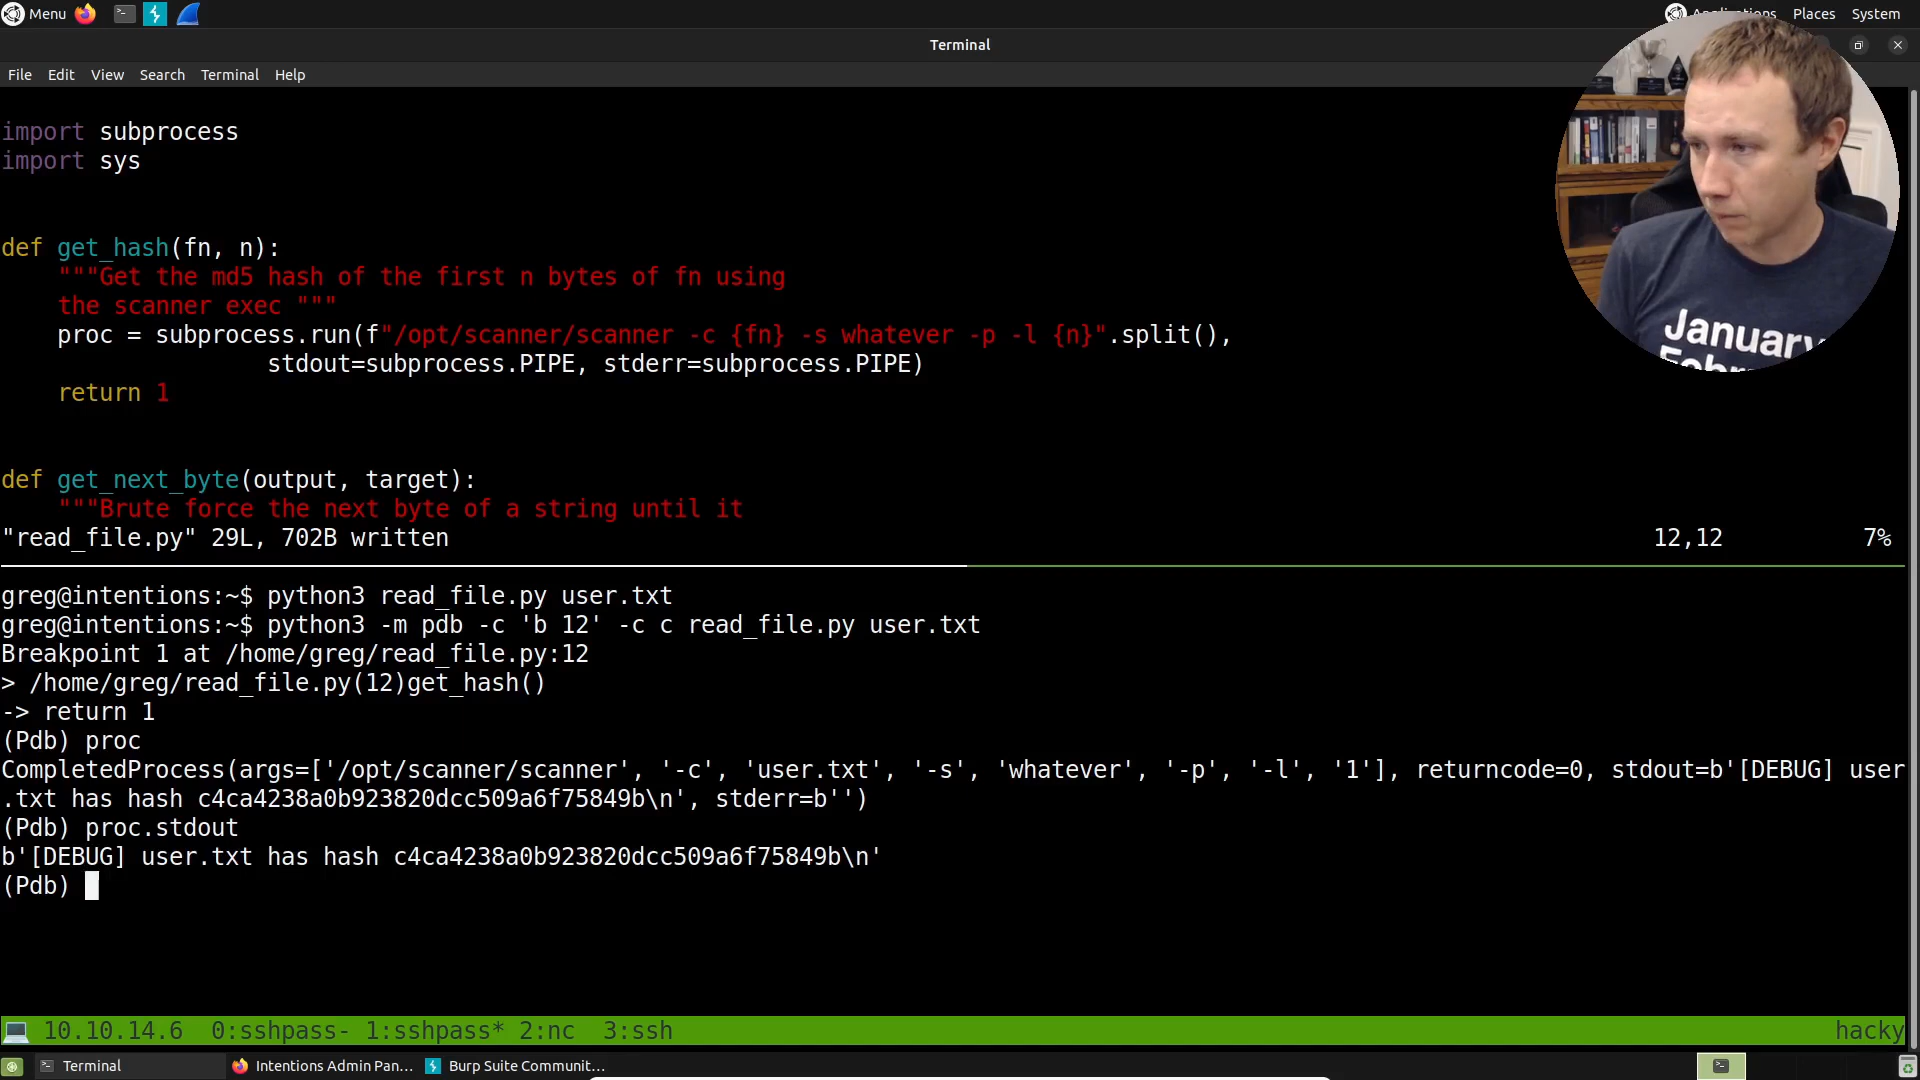 Menu
Applications Places System
Terminal
File Edit View Search Terminal Help
import subprocess
import sys
def get_hash(fn, n):
"""Get the md5 hash of the first n bytes of fn using
the scanner exec """
proc = subprocess.run(f"/opt/scanner/scanner -c {fn} -s whatever -p -l {n}".split(),
stdout=subprocess.PIPE, stderr=subprocess.PIPE)
return 1
January
def get_next_byte(output, target):
"""Brute force the next byte of a string until it
"read_file.py" 29L, 702B written 12,12 7%
greg@intentions:~$ python3 read_file.py user.txt
greg@intentions:~$ python3 -m pdb -c 'b 12' -c c read_file.py user.txt
Breakpoint 1 at /home/greg/read_file.py:12
> /home/greg/read_file.py(12)get_hash()
-> return 1
(Pdb) proc
CompletedProcess(args=['/opt/scanner/scanner', '-c', 'user.txt', '-s', 'whatever', '-p', '-l', '1'], returncode=0, stdout=b'[DEBUG] user
.txt has hash c4ca4238a0b923820dcc509a6f75849b\n', stderr=b'')
(Pdb) proc.stdout
b'[DEBUG] user.txt has hash c4ca4238a0b923820dcc509a6f75849b\n'
(Pdb)
10.10.14.6 0:sshpass- 1:sshpass* 2:nc 3:ssh hacky
Terminal Intentions Admin Pan... Burp Suite Communit...